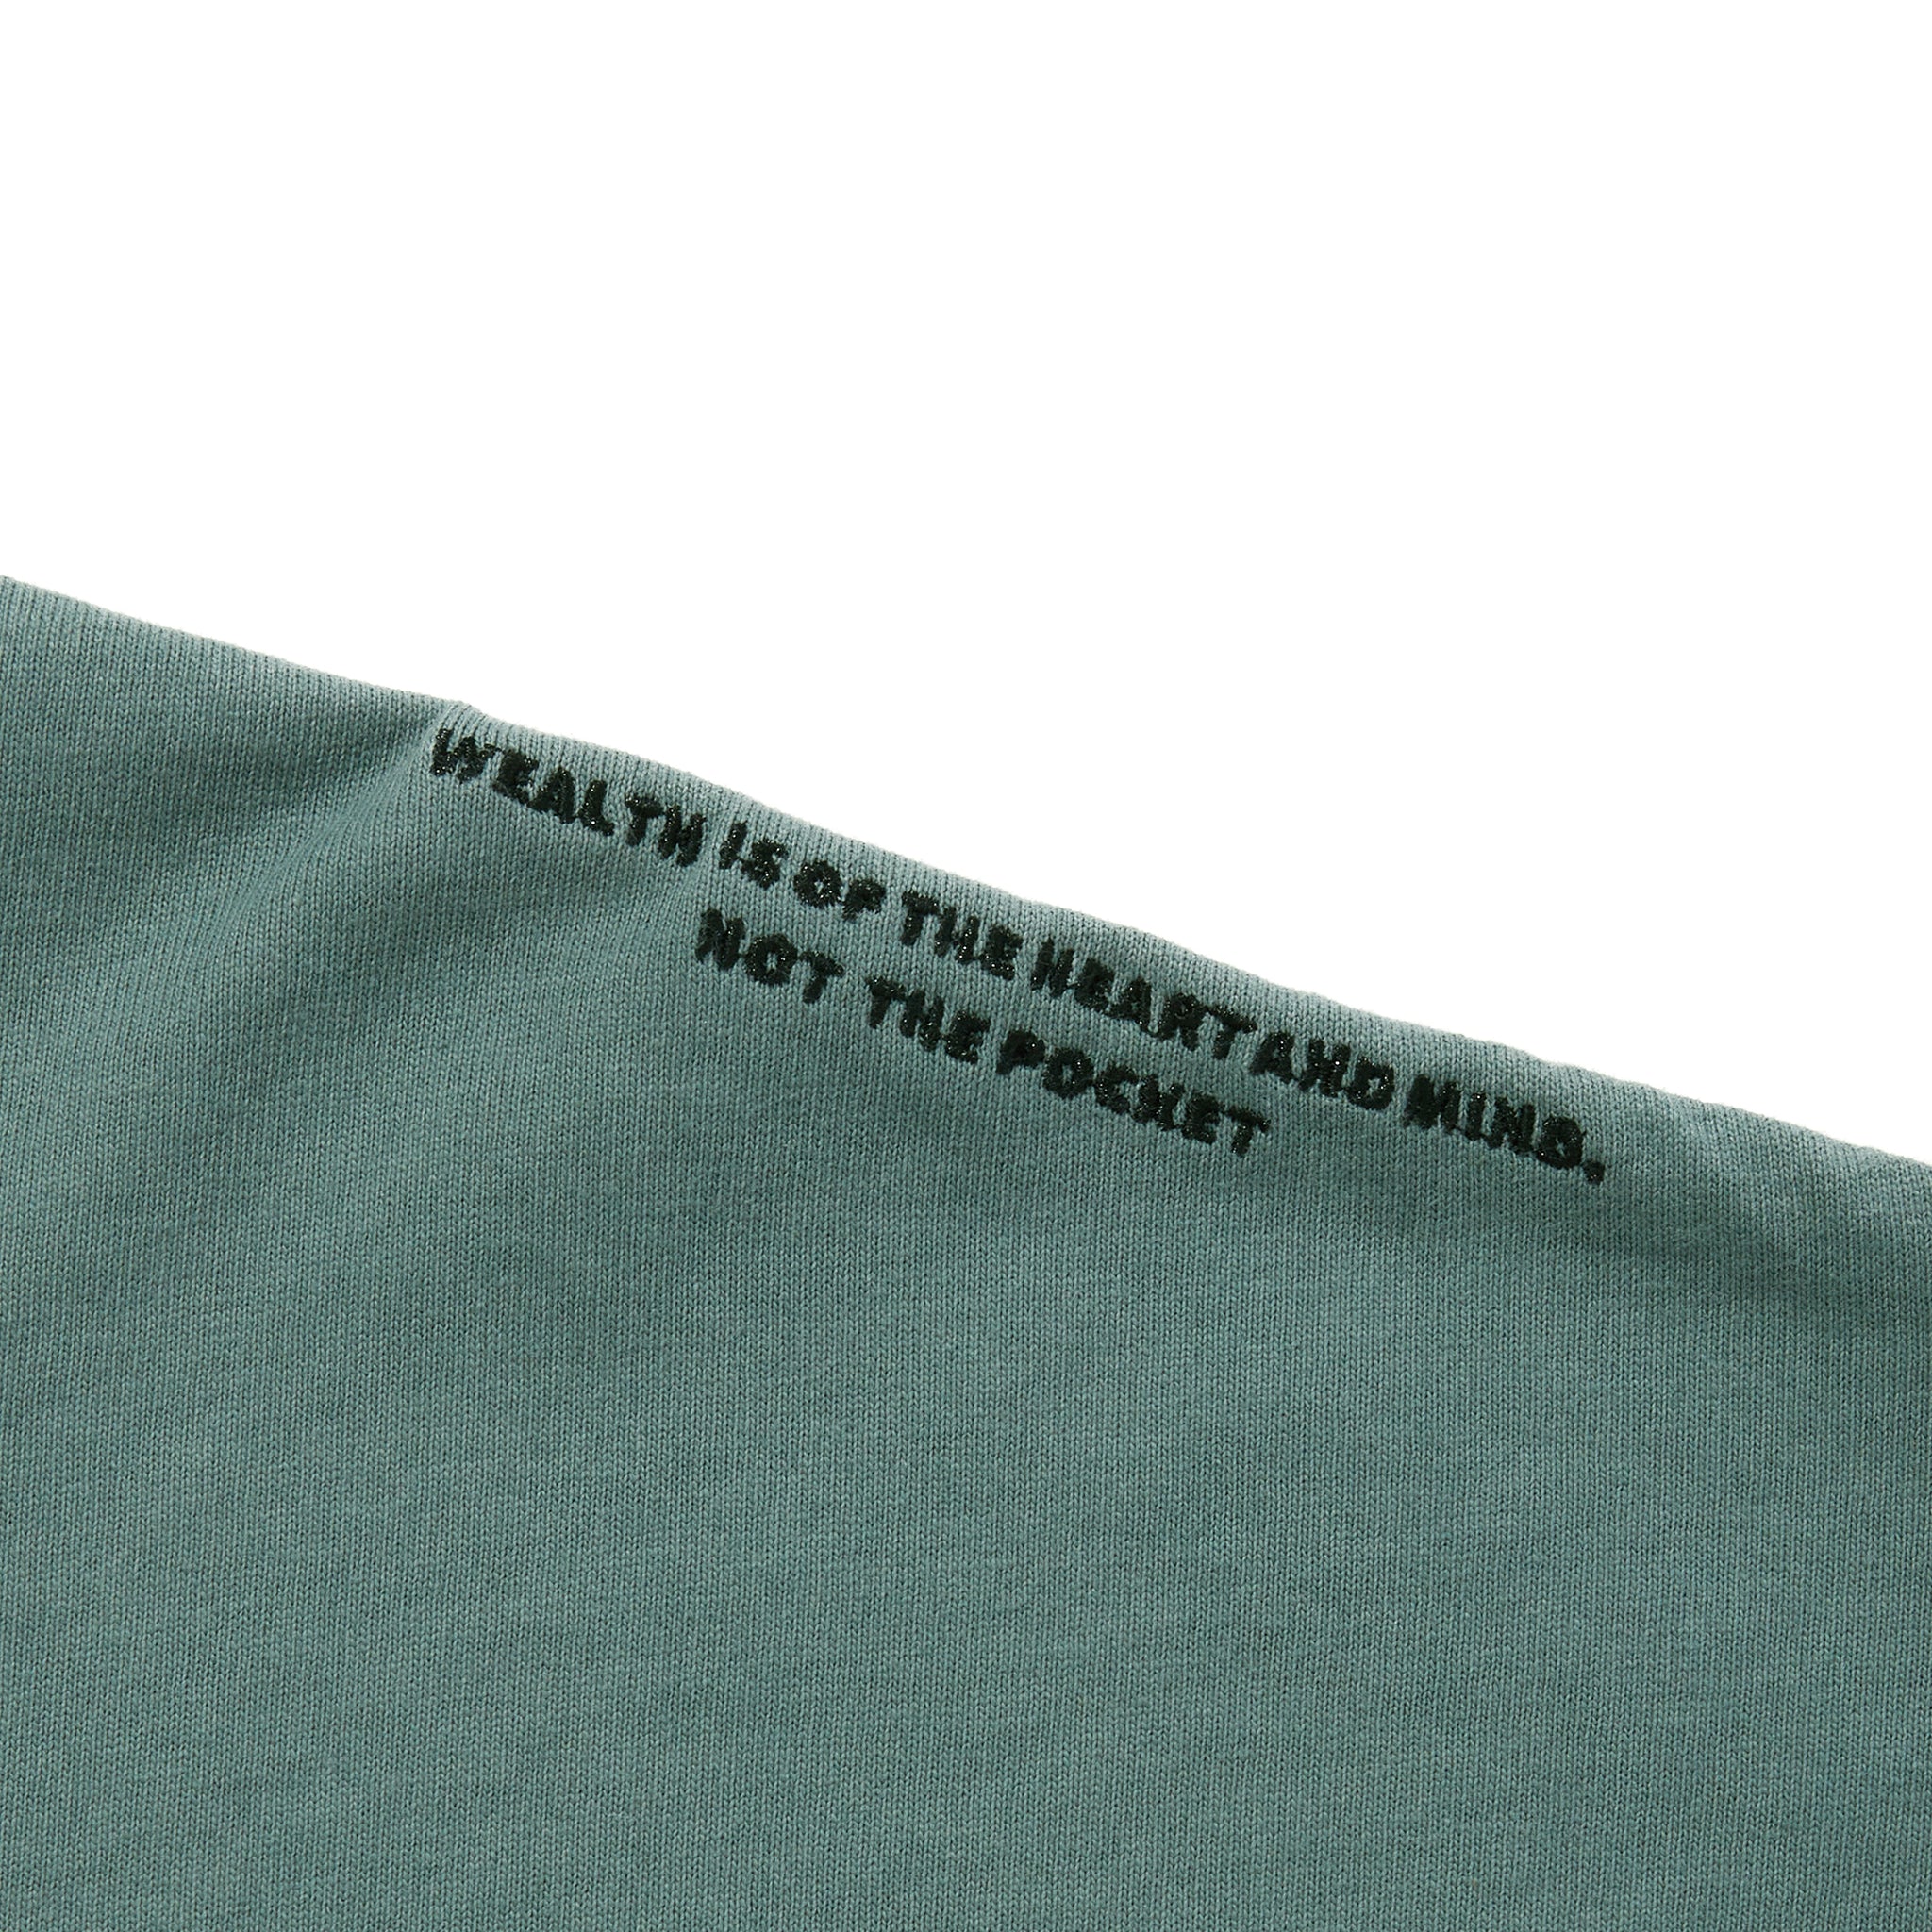 WEALTH IS OF THE HEART AND MIND,
NOT THE POCKET